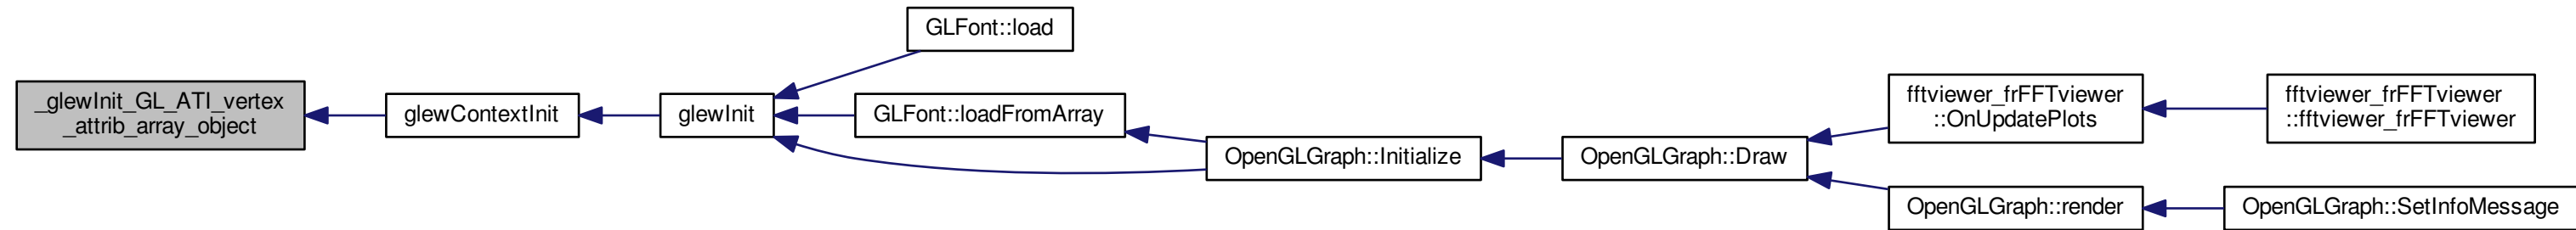 _glewInit_GL_ATI_vertex
_attrib_array_object
glewContextInit
glewInit
GLFont::load
GLFont::loadFromArray
OpenGLGraph::Initialize
OpenGLGraph::Draw
fftviewer_frFFTviewer
::OnUpdatePlots
fftviewer_frFFTviewer
::fftviewer_frFFTviewer
OpenGLGraph::render
OpenGLGraph::SetInfoMessage